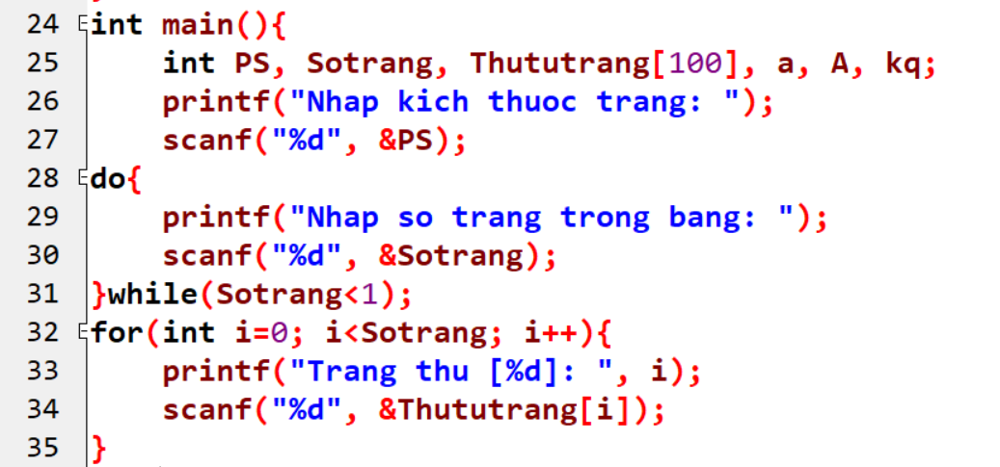 24 int main(){
25 int PS, Sotrang, Thututrang[100], a, A, kq;
26 printf("Nhap kich thuoc trang: ");
27 scanf("%d", &PS);
28 do{
29 printf("Nhap so trang trong bang: ");
30 scanf("%d", &Sotrang);
31 }while(Sotrang<1);
32 for(int i=0; i<Sotrang; i++){
33 printf("Trang thu [%d]: ", i);
34 scanf("%d", &Thututrang[i]);
35 }